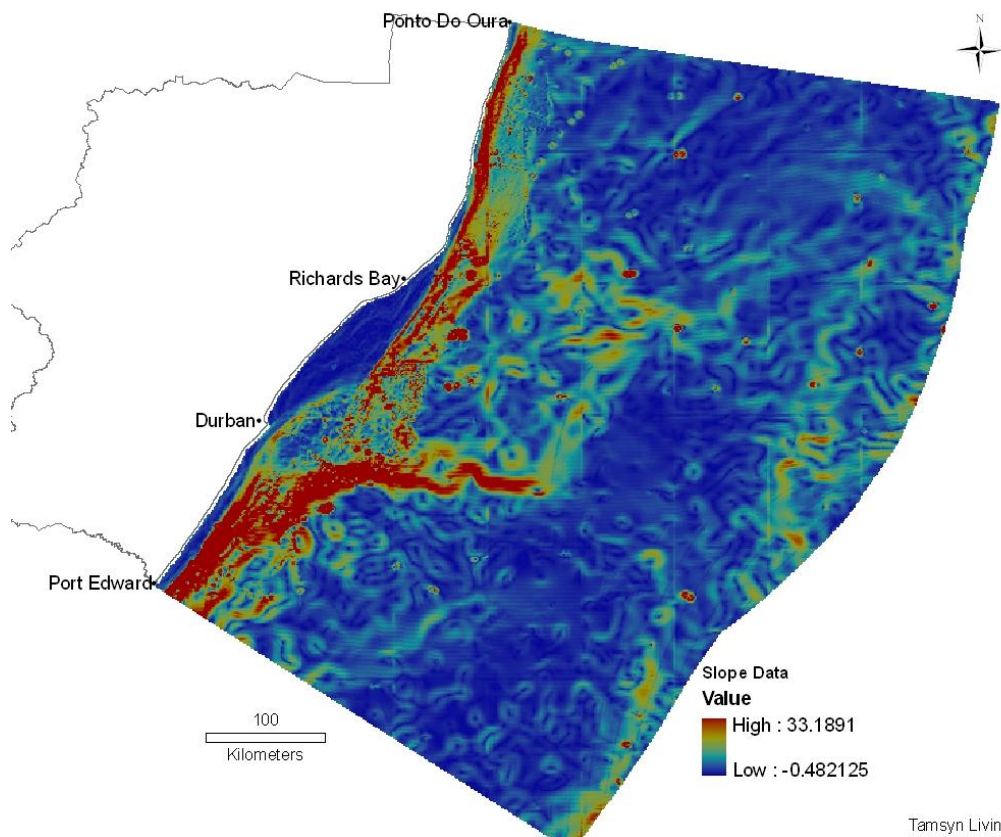 Ponto Do Oura
N
Richards Bay
Durban
Port Edward
100
Kilometers
Slope Data
Value
High : 33.1891
Low : -0.482125
Tamsyn Livin